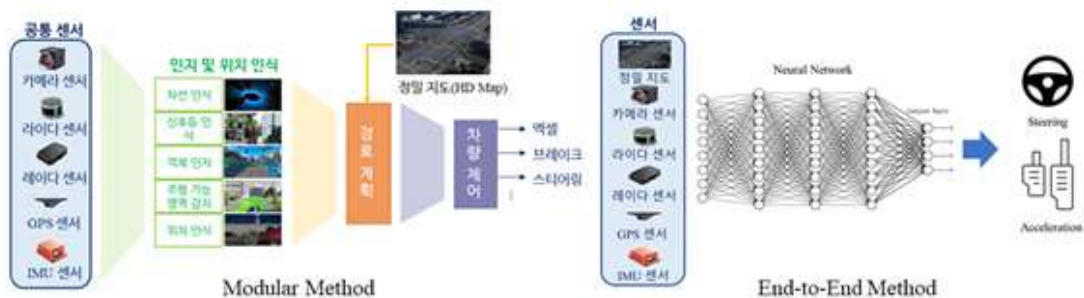 공통 센서
카메라 센서
라이다 센서
레이다 센서
GPS 센서
IMU 센서
인지 및 위치 인식
차선 인식
신호등 인
식
객체 인지
주행 가능
영역 감지
위치 인식
정밀 지도(HD Map)
경로 계획
차량 제어
엑셀
브레이크
스티어링
Modular Method
센서
정밀 지도
카메라 센서
라이다 센서
레이다 센서
GPS 센서
IMU 센서
Neural Network
Steering
Acceleration
End-to-End Method